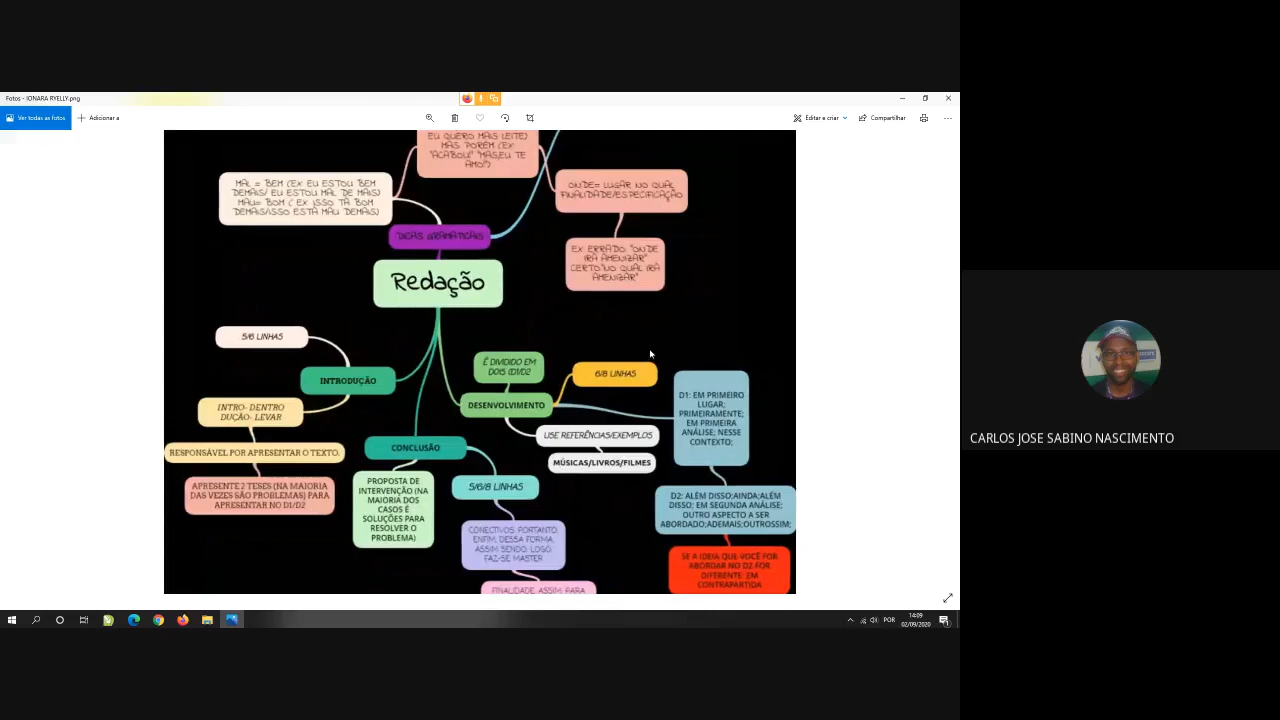 Fotos - IONARA RYELLY.png
Ver todas as fotos
Adicionar a
Editar e criar
Compartilhar
EU QUERO MAIS LEITE)
MAS: PORÉM (EX:
"ACABOU!" "MAS,EU TE
AMO!")
MAL = BEM (EX: EU ESTOU BEM
DEMAIS/ EU ESTOU MAL DE MAIS)
MAU= BOM ( EX: ISSO TÁ BOM
DEMAIS/ISSO ESTÁ MAU DEMAIS)
ONDE= LUGAR NO QUAL
FINALIDADE/ESPECIFICAÇÃO
DICAS GRAMATICAIS
EX: ERRADO: "ONDE
IRÁ AMENIZAR"
CERTO:"NO QUAL IRÁ
AMENIZAR"
Redação
5/6 LINHAS
INTRODUÇÃO
INTRO- DENTRO
DUÇÃO- LEVAR
RESPONSÁVEL POR APRESENTAR O TEXTO.
APRESENTE 2 TESES (NA MAIORIA
DAS VEZES SÃO PROBLEMAS) PARA
APRESENTAR NO D1/D2
É DIVIDIDO EM
DOIS (D1/D2
6/8 LINHAS
DESENVOLVIMENTO
USE REFERÊNCIAS/EXEMPLOS
MÚSICAS/LIVROS/FILMES
D1: EM PRIMEIRO
LUGAR;
PRIMEIRAMENTE;
EM PRIMEIRA
ANÁLISE; NESSE
CONTEXTO;
D2: ALÉM DISSO;AINDA;ALÉM
DISSO; EM SEGUNDA ANÁLISE;
OUTRO ASPECTO A SER
ABORDADO;ADEMAIS;OUTROSSIM;
SE A IDEIA QUE VOCÊ FOR
ABORDAR NO D2 FOR
DIFERENTE: EM
CONTRAPARTIDA
CONCLUSÃO
PROPOSTA DE
INTERVENÇÃO (NA
MAIORIA DOS
CASOS É
SOLUÇÕES PARA
RESOLVER O
PROBLEMA)
5/6/8 LINHAS
CONECTIVOS: PORTANTO,
ENFIM, DESSA FORMA,
ASSIM SENDO, LOGO,
FAZ-SE MASTER
FINALIDADE: ASSIM; PARA
CARLOS JOSE SABINO NASCIMENTO
POR
14:09
02/09/2020